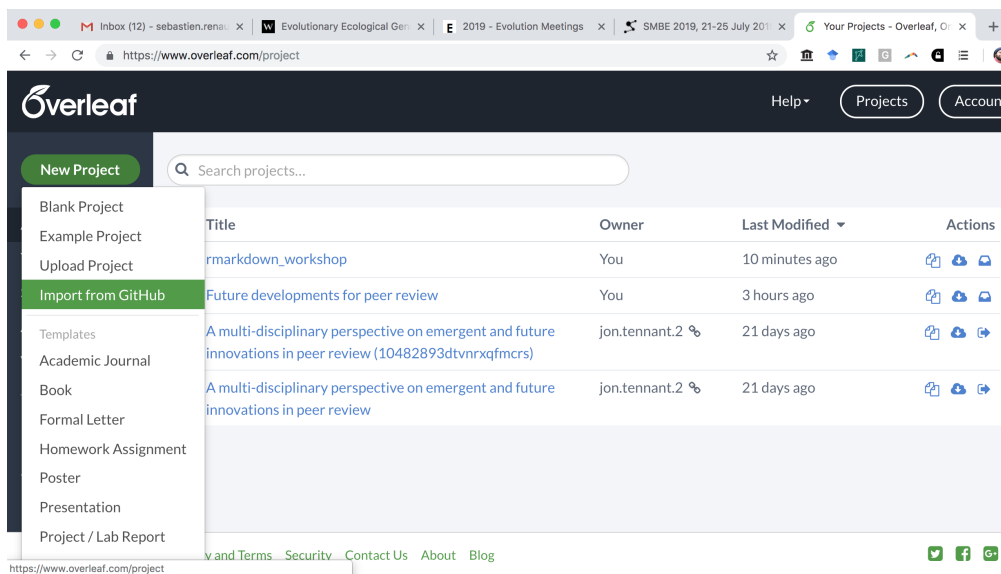 Inbox (12) - sebastien.renau
Evolutionary Ecological Gen
2019 - Evolution Meetings
SMBE 2019, 21-25 July 201
Your Projects - Overleaf, On
https://www.overleaf.com/project
Overleaf
Help
Projects
Accoun
New Project
Search projects...
Blank Project
Example Project
Upload Project
Import from GitHub
Templates
Academic Journal
Book
Formal Letter
Homework Assignment
Poster
Presentation
Project / Lab Report
Title Owner Last Modified Actions
rmarkdown_workshop You 10 minutes ago
Future developments for peer review You 3 hours ago
A multi-disciplinary perspective on emergent and future jon.tennant.2 21 days ago
innovations in peer review (10482893dtvnrxqfmcrs)
A multi-disciplinary perspective on emergent and future jon.tennant.2 21 days ago
innovations in peer review
y and Terms Security Contact Us About Blog
https://www.overleaf.com/project